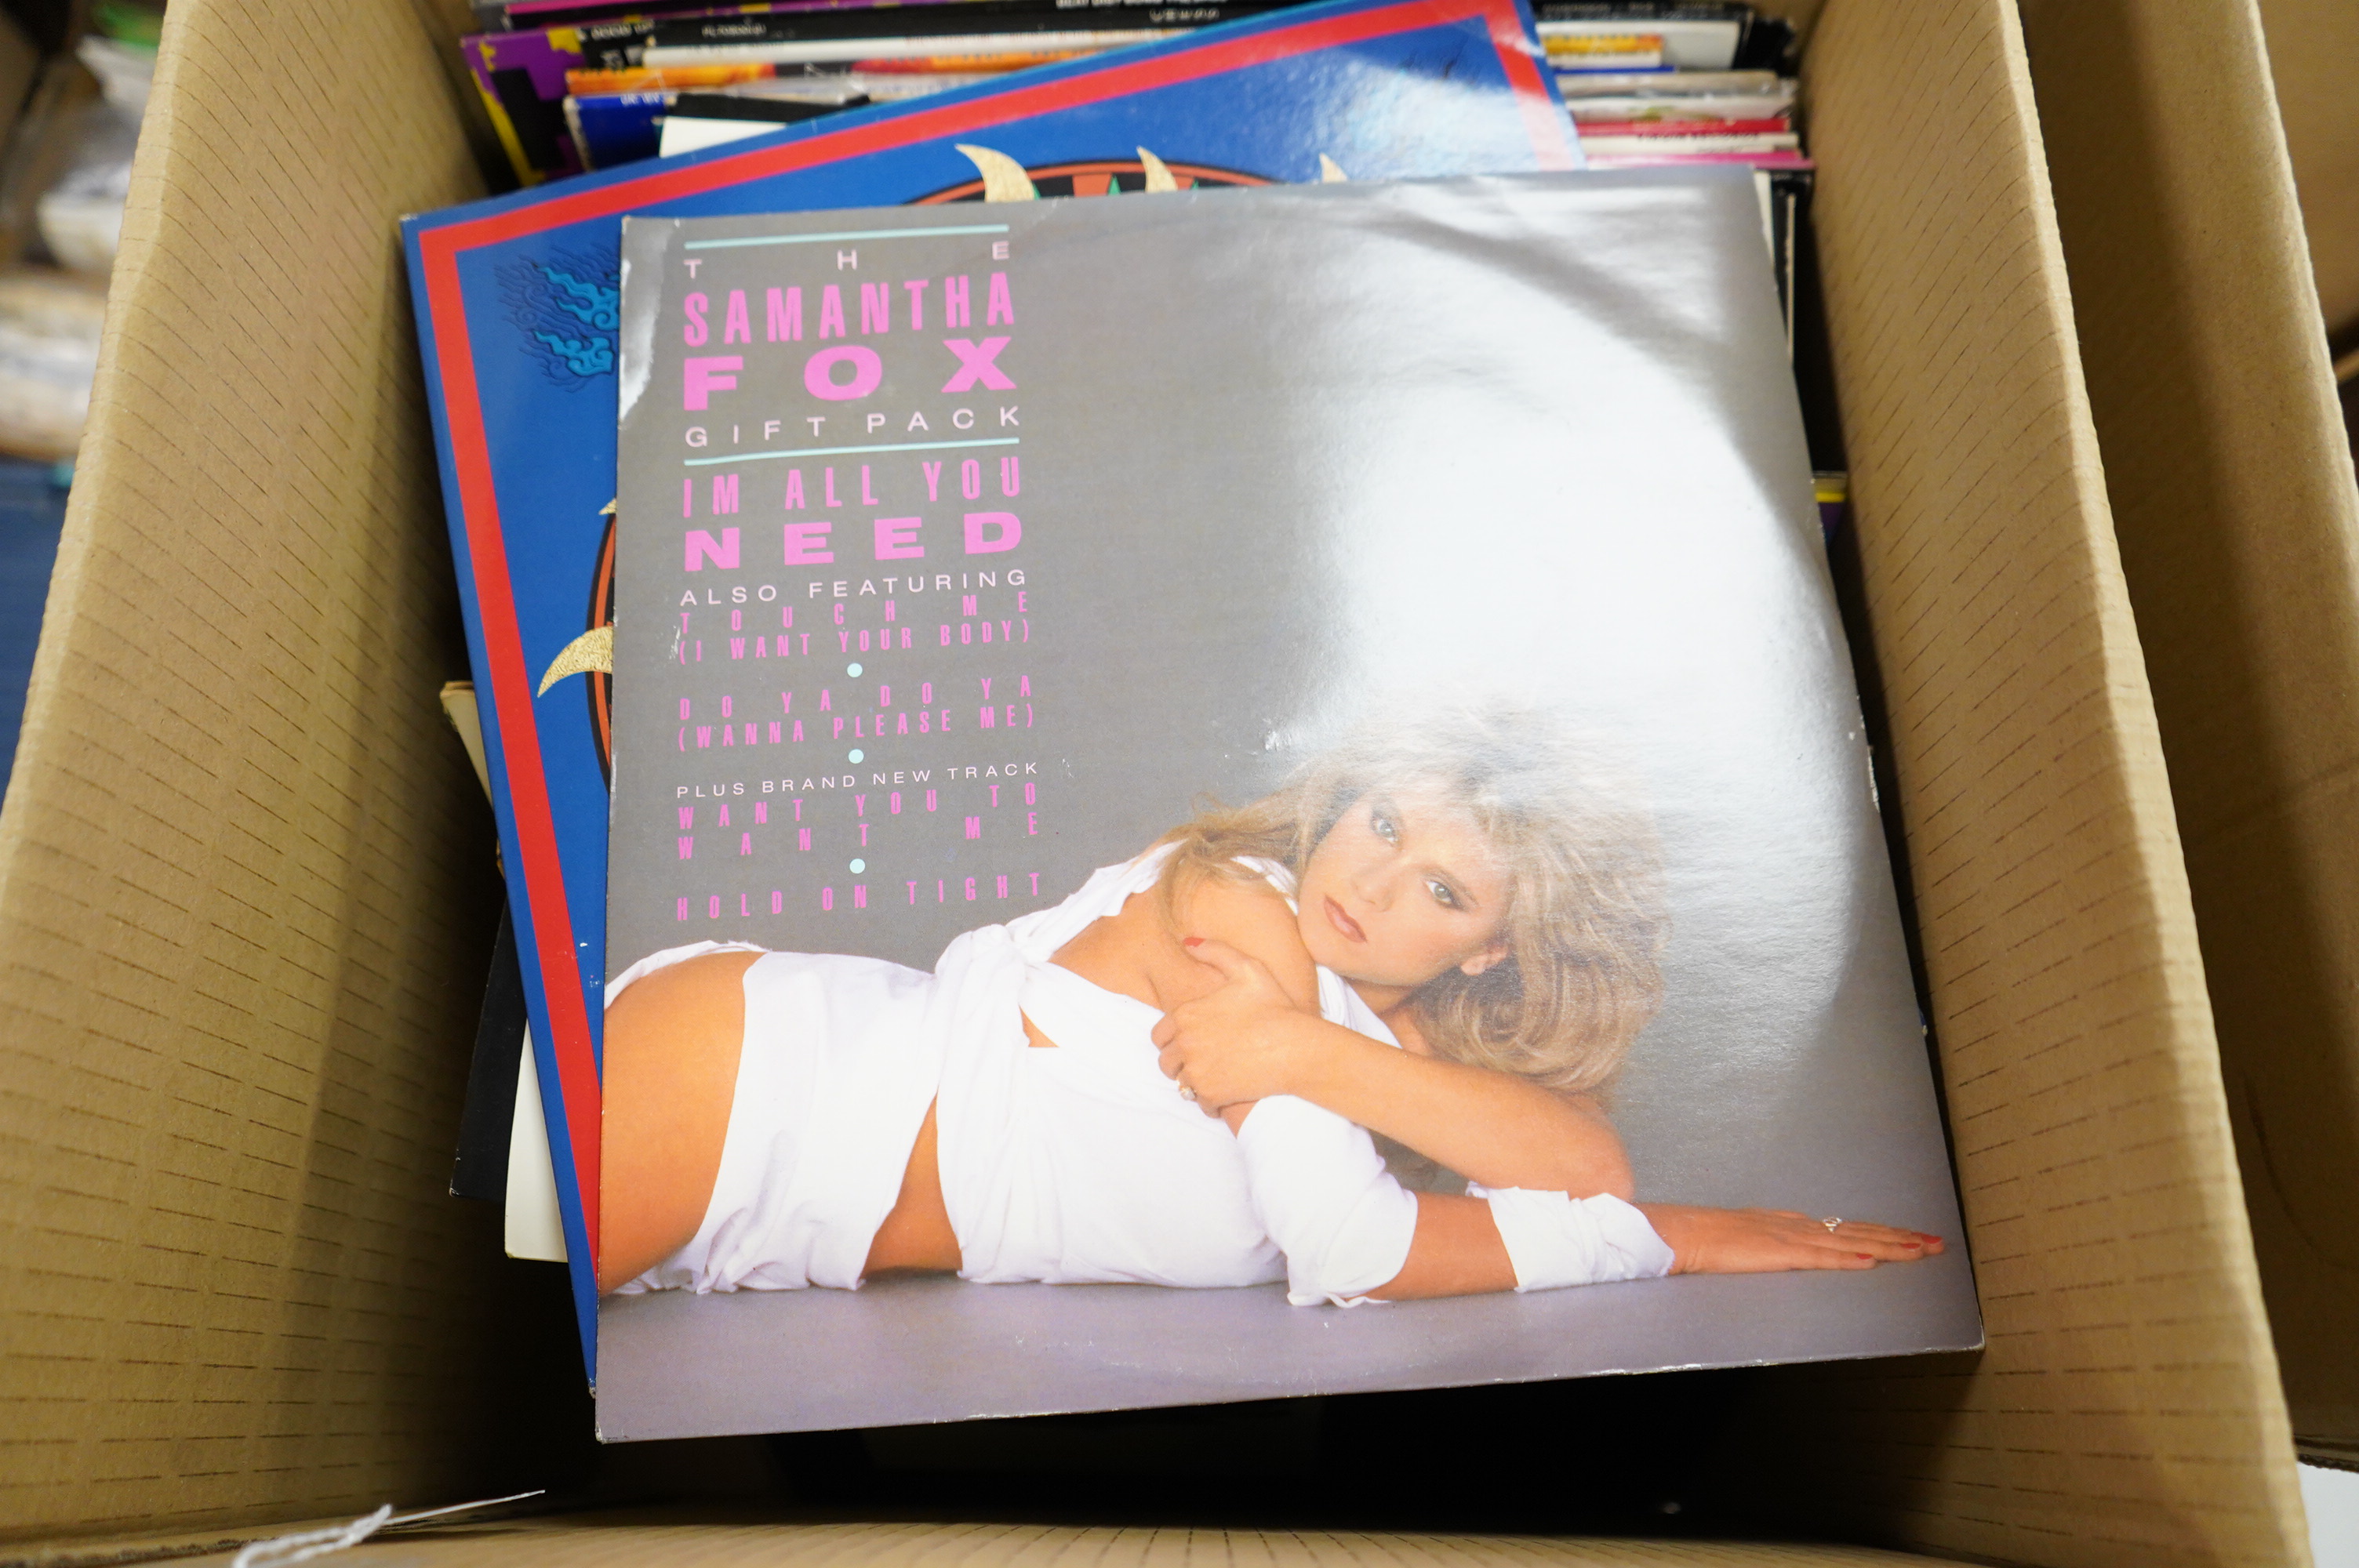 THE
SAMANTHA
FOX
GIFT PACK
IM ALL YOU
NEED
ALSO FEATURING
TOUCH ME
(I WANT YOUR BODY)
DO YA DO YA
(WANNA PLEASE ME)
PLUS BRAND NEW TRACK
WANT YOU TO
WANT ME
HOLD ON TIGHT